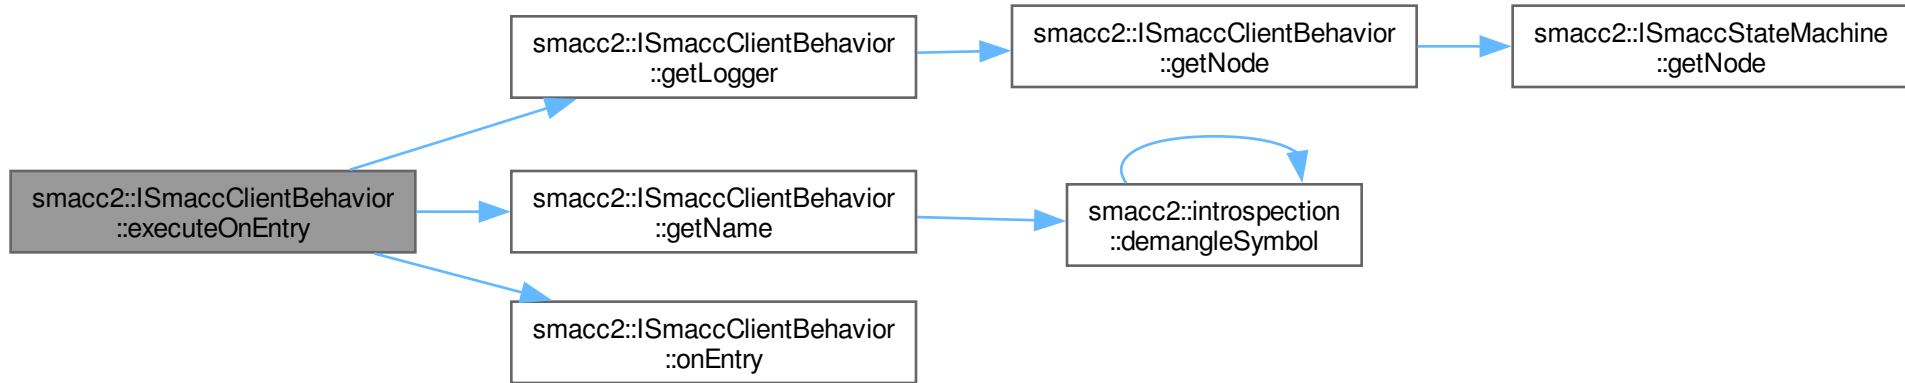 smacc2::ISmaccClientBehavior
::executeOnEntry
smacc2::ISmaccClientBehavior
::getLogger
smacc2::ISmaccClientBehavior
::getNode
smacc2::ISmaccStateMachine
::getNode
smacc2::ISmaccClientBehavior
::getName
smacc2::introspection
::demangleSymbol
smacc2::ISmaccClientBehavior
::onEntry